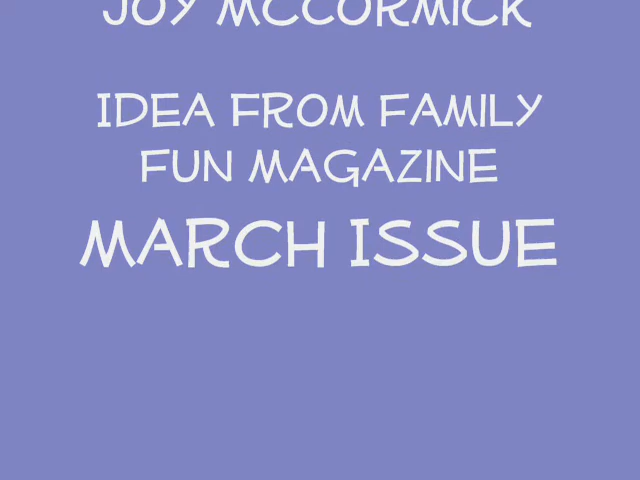 JOY MCCORMICK
IDEA FROM FAMILY
FUN MAGAZINE
MARCH ISSUE